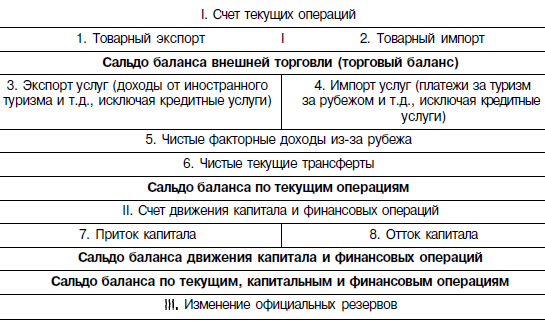 I. Счет текущих операций
1. Товарный экспорт I 2. Товарный импорт
Сальдо баланса внешней торговли (торговый баланс)
3. Экспорт услуг (доходы от иностранного
туризма и т.д., исключая кредитные услуги)
4. Импорт услуг (платежи за туризм
за рубежом и т.д., исключая кредитные
услуги)
5. Чистые факторные доходы из-за рубежа
6. Чистые текущие трансферты
Сальдо баланса по текущим операциям
II. Счет движения капитала и финансовых операций
7. Приток капитала
8. Отток капитала
Сальдо баланса движения капитала и финансовых операций
Сальдо баланса по текущим, капитальным и финансовым операциям
III. Изменение официальных резервов